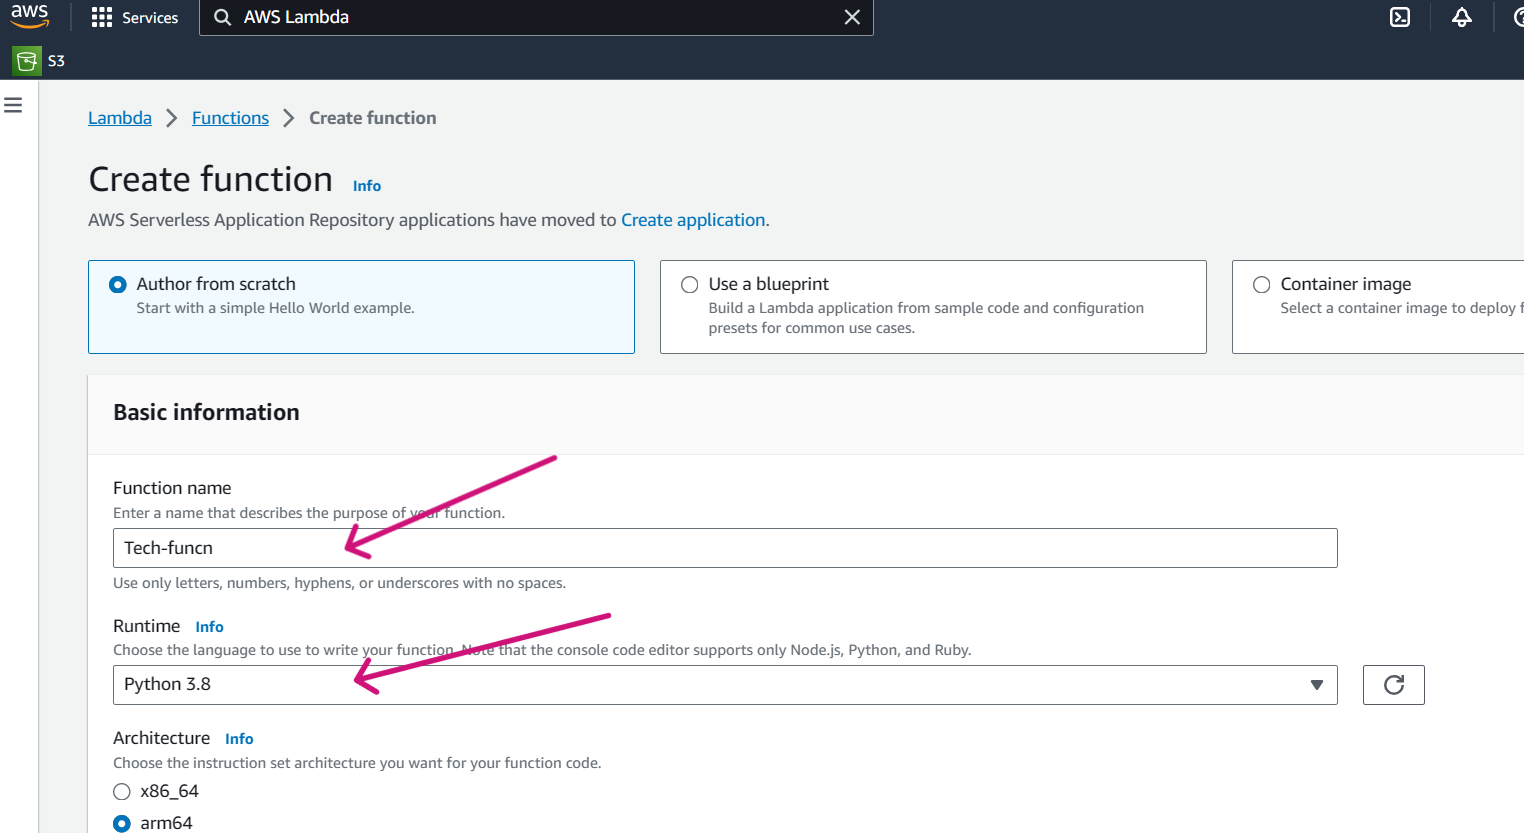 aws Services AWS Lambda
S3
Lambda Functions Create function
Create function Info
AWS Serverless Application Repository applications have moved to Create application.
Author from scratch
Start with a simple Hello World example.
Use a blueprint
Build a Lambda application from sample code and configuration
presets for common use cases.
Container image
Select a container image to deploy f
Basic information
Function name
Enter a name that describes the purpose of your function.
Tech-funcn
Use only letters, numbers, hyphens, or underscores with no spaces.
Runtime Info
Choose the language to use to write your function. Note that the console code editor supports only Node.js, Python, and Ruby.
Python 3.8
Architecture Info
Choose the instruction set architecture you want for your function code.
x86_64
arm64